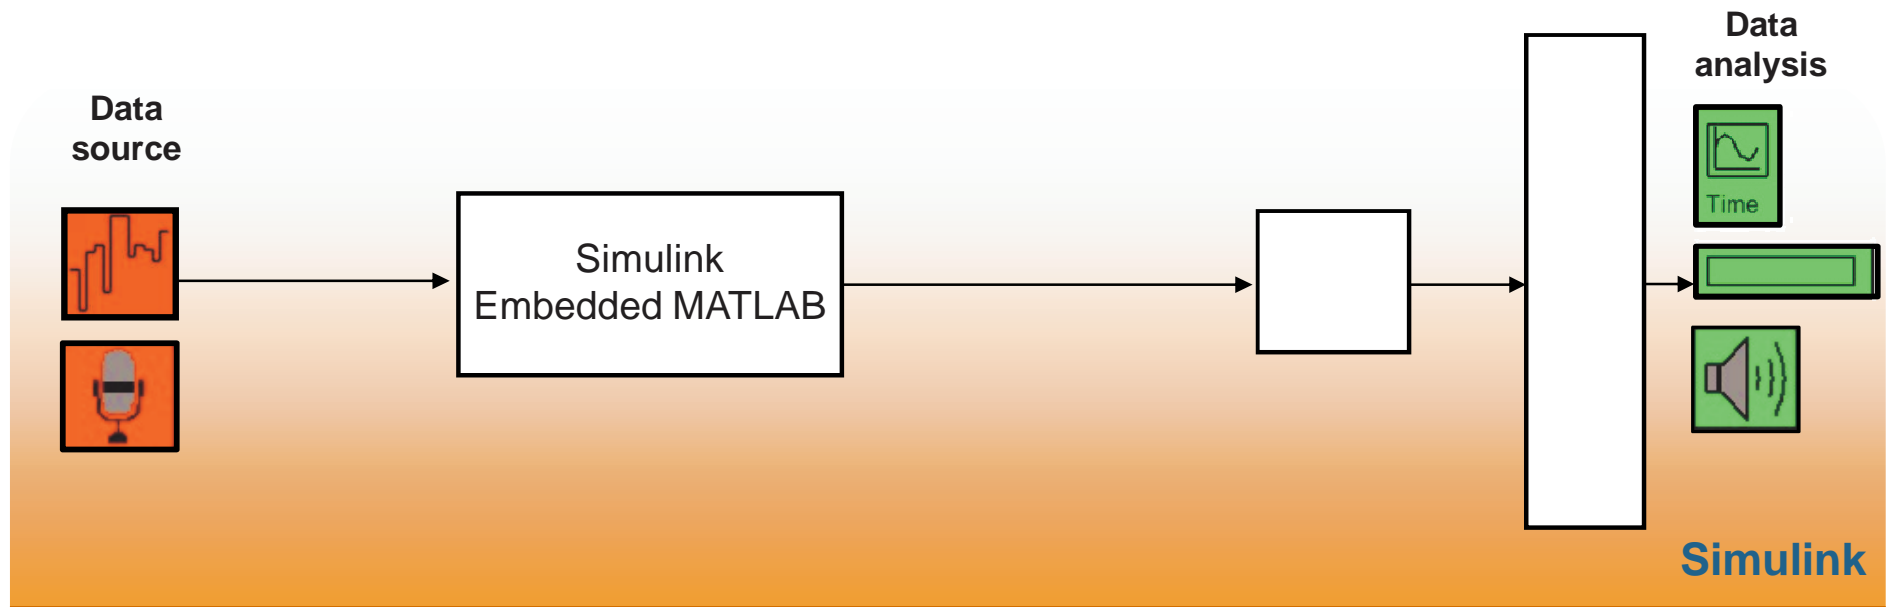 Data
source
Simulink
Embedded MATLAB
Data
analysis
Time
Simulink